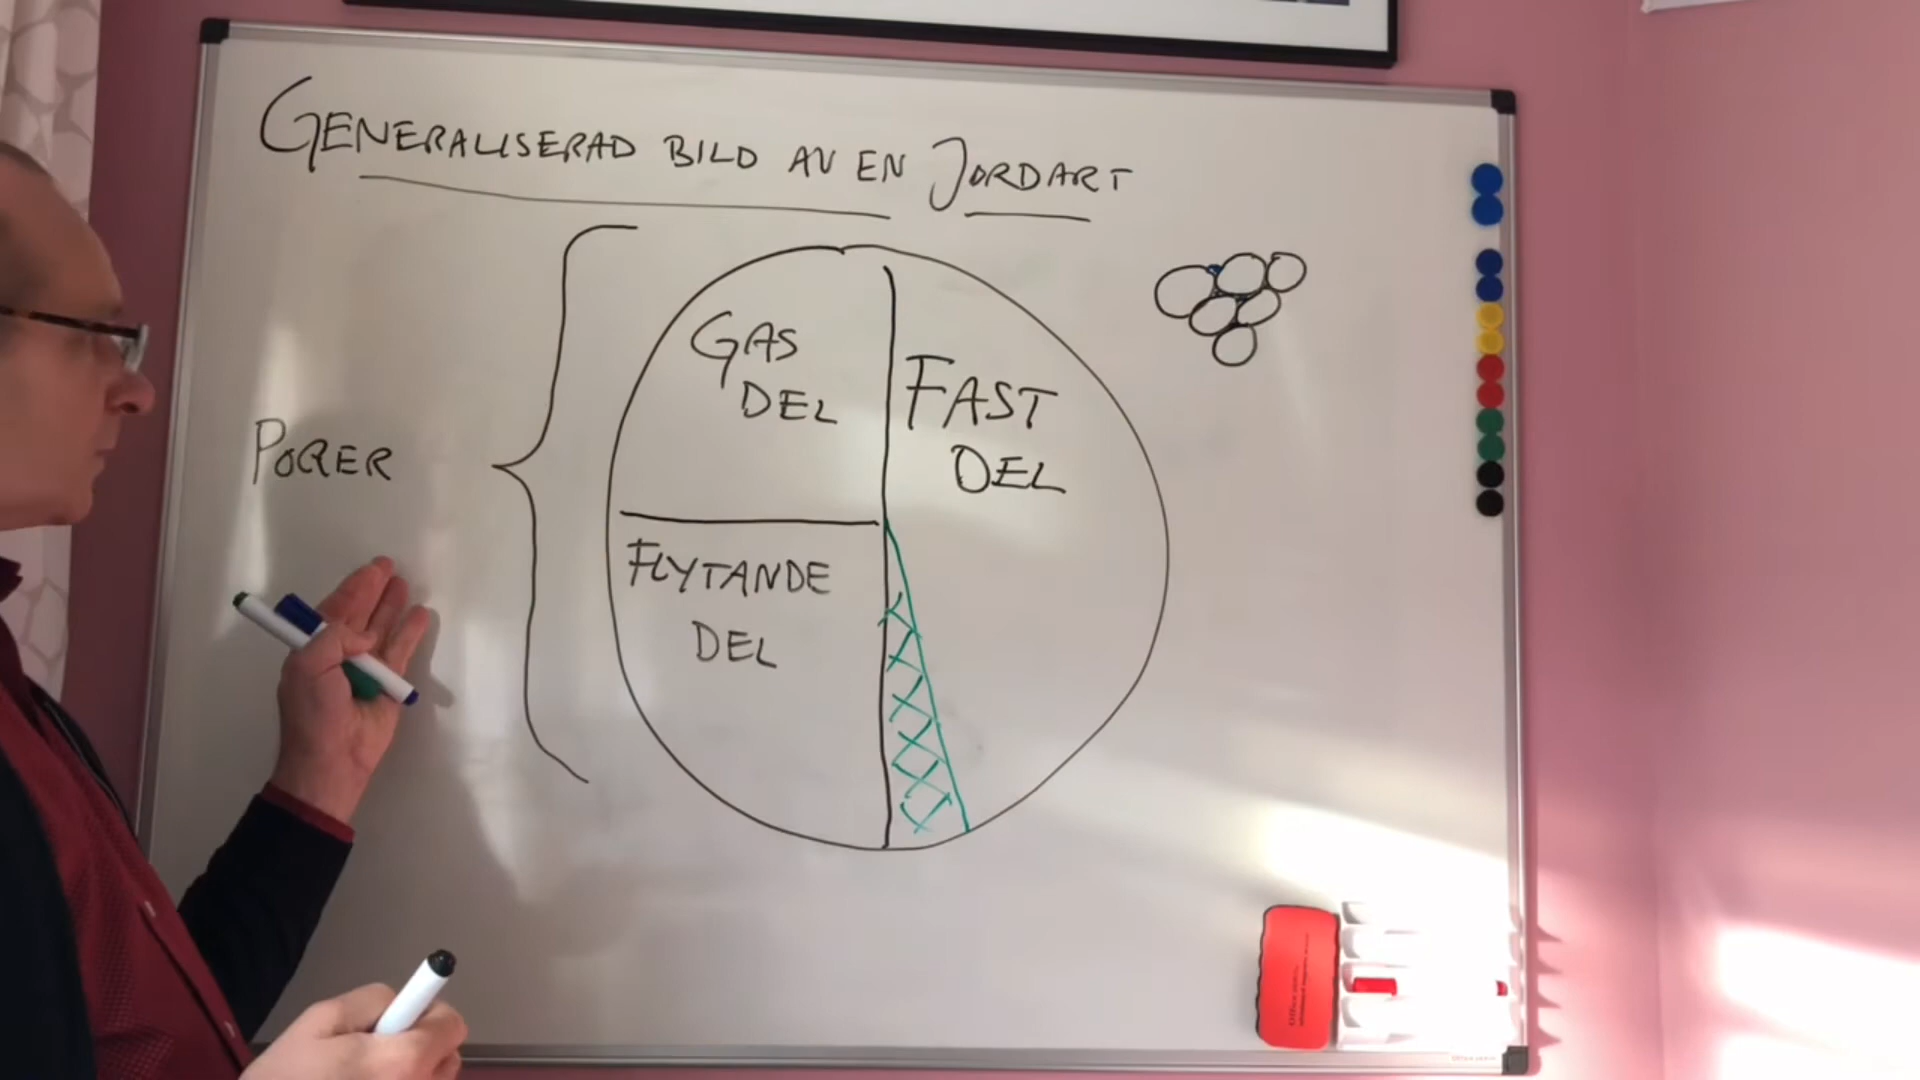 GENERALISERAD BILD AV EN JORDART
GAS
DEL
FAST
DEL
PORER
FLYTANDE
DEL